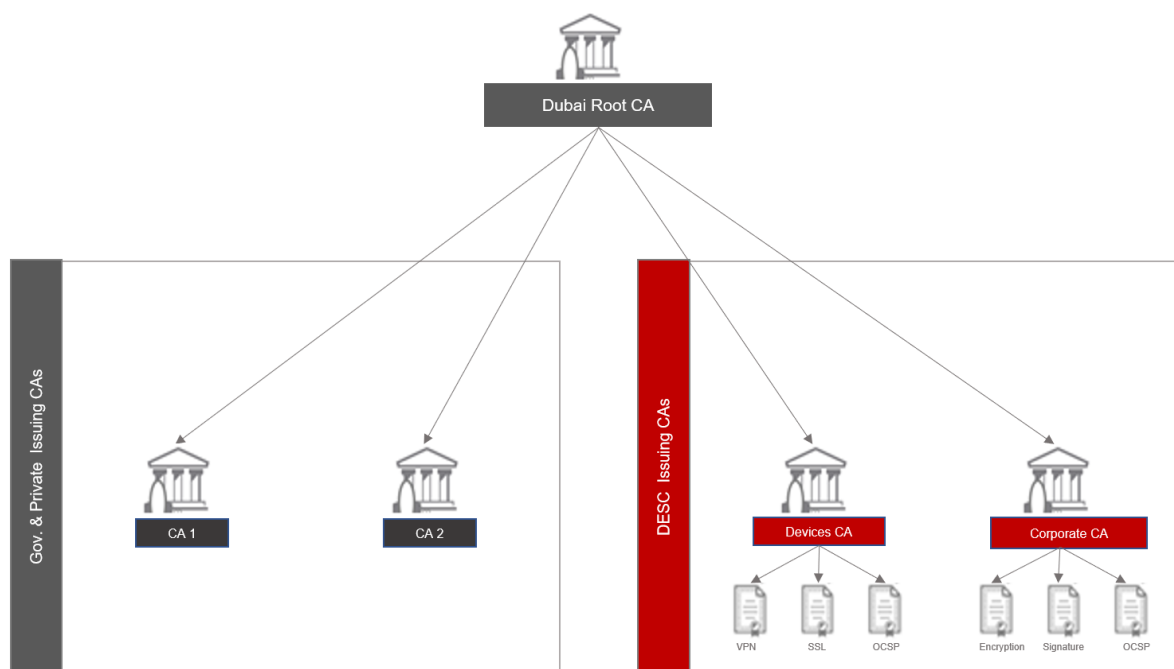 Dubai Root CA
Gov. & Private Issuing CAs
CA 1
CA 2
DESC Issuing CAs
Devices CA
Corporate CA
VPN
SSL
OCSP
Encryption
Signature
OCSP